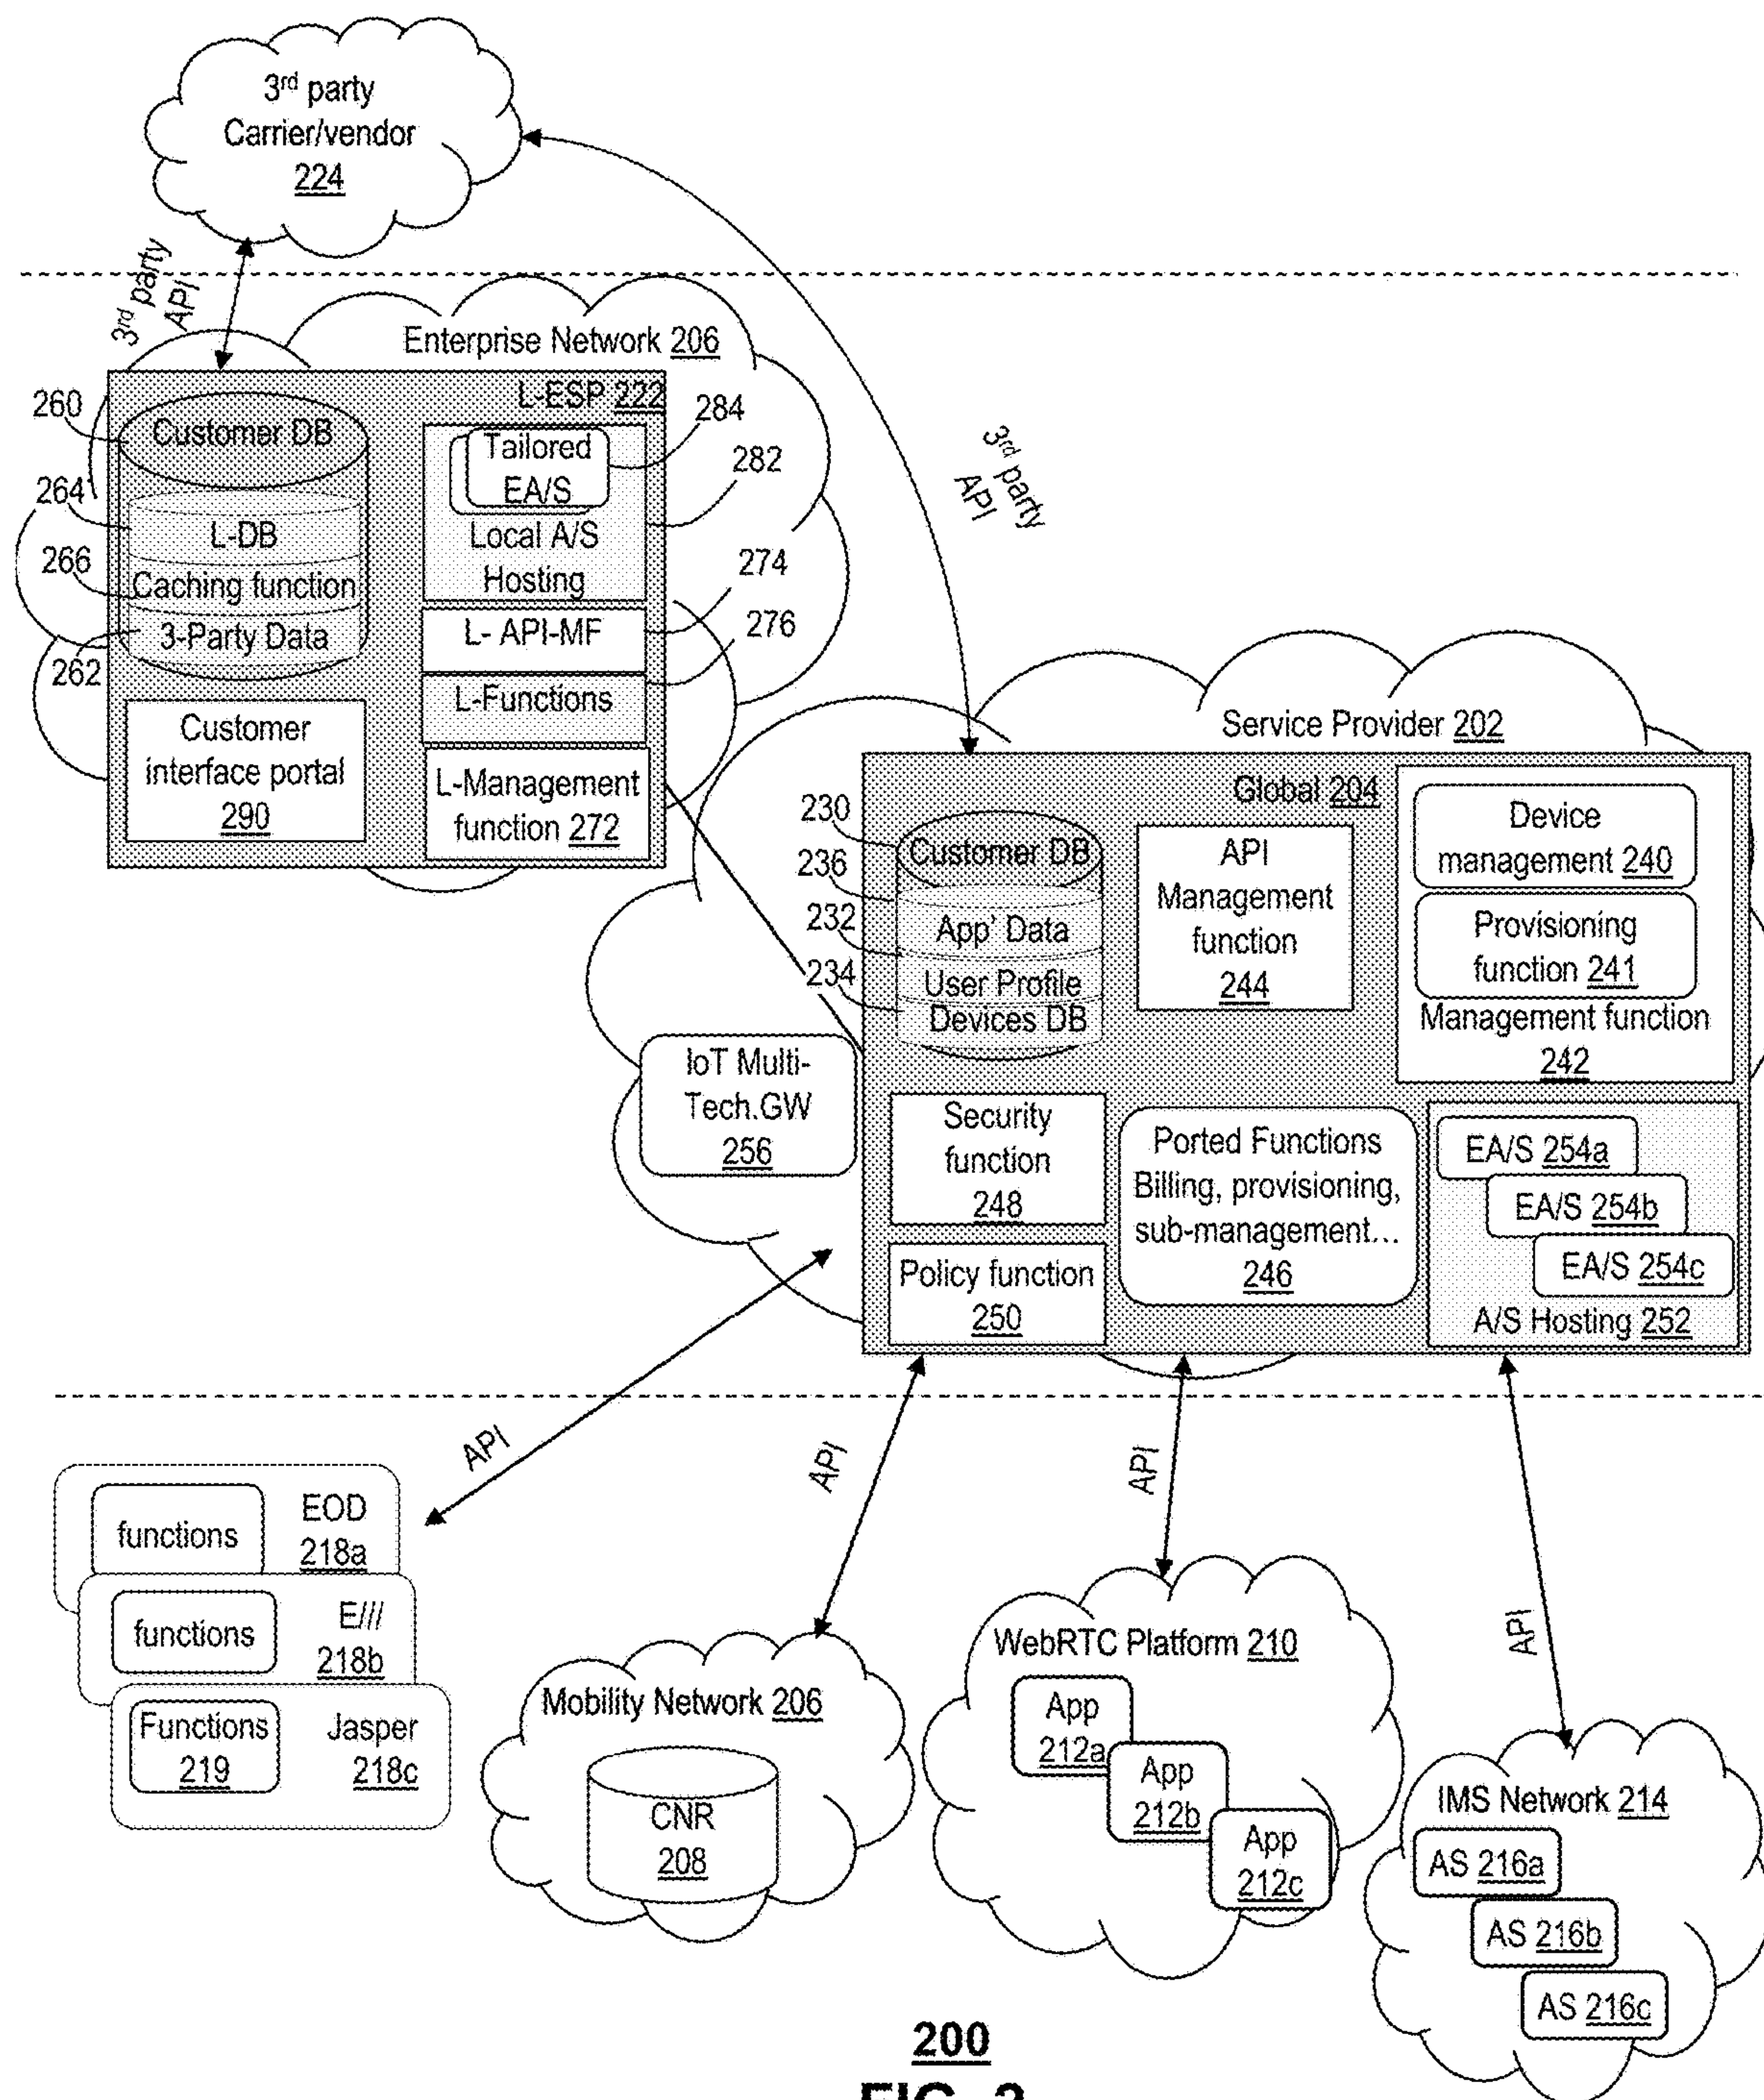 3rd party
Carrier/vendor
224
3rd party
API
Enterprise Network 206
L-ESP 222
260
Customer DB
264
L-DB
266
Caching function
3-Party Data
262
Customer
interface portal
290
Tailored
EA/S
Local A/S
Hosting
284
282
L- API-MF
274
276
L-Functions
L-Management
function 272
3rd party
API
Service Provider 202
Global 204
230
Customer DB
236
App' Data
232
User Profile
234
Devices DB
API
Management
function
244
Device
management 240
Provisioning
function 241
Management function
242
IoT Multi-
Tech.GW
256
Security
function
248
Policy function
250
Ported Functions
Billing, provisioning,
sub-management...
246
EA/S 254a
EA/S 254b
EA/S 254c
A/S Hosting 252
API
API
API
API
functions
EOD
218a
functions
E///
218b
Functions
219
Jasper
218c
Mobility Network 206
CNR
208
WebRTC Platform 210
App
212a
App
212b
App
212c
IMS Network 214
AS 216a
AS 216b
AS 216c
200
FIG. 2